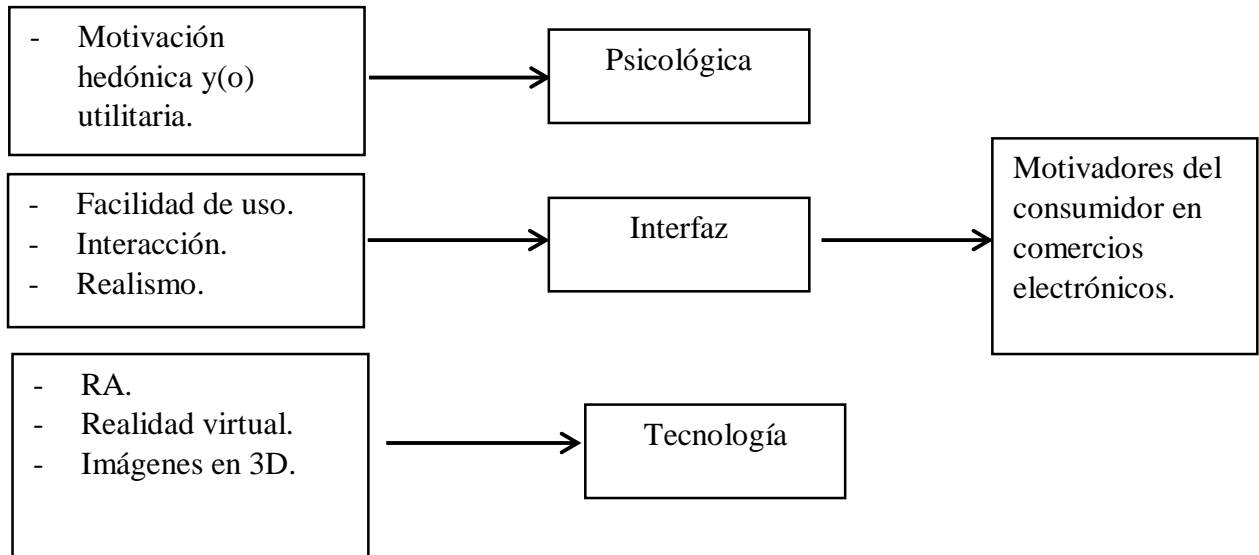 - Motivación
hedónica y(o)
utilitaria.
Psicológica
- Facilidad de uso.
- Interacción.
- Realismo.
Interfaz
Motivadores del
consumidor en
comercios
electrónicos.
- RA.
- Realidad virtual.
- Imágenes en 3D.
Tecnología